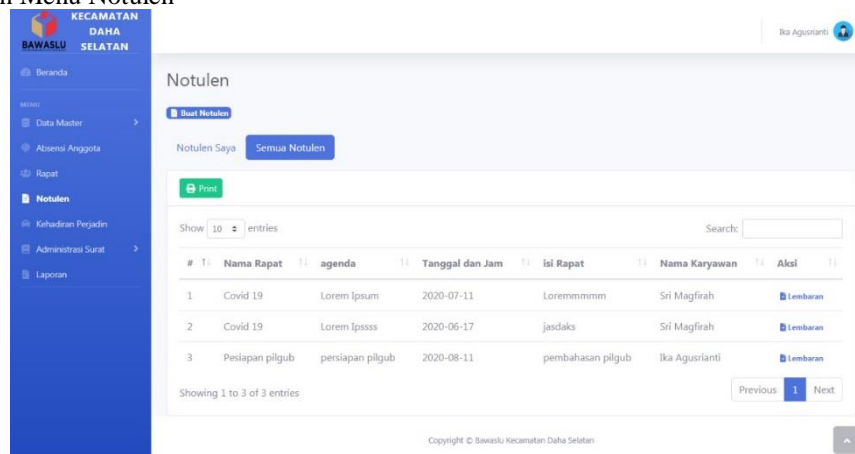 n Menu Notulen
KECAMATAN
DAHA
SELATAN
BAWASLU
Ika Agusrianti
Beranda
MENU
Data Master
Absensi Anggota
Rapat
Notulen
Kehadiran Perjadin
Administrasi Surat
Laporan
Notulen
Buat Notulen
Notulen Saya Semua Notulen
Print
Show 10 entries Search:
# Nama Rapat agenda Tanggal dan Jam isi Rapat Nama Karyawan Aksi
1 Covid 19 Lorem Ipsum 2020-07-11 Loremmmmm Sri Magfirah Lembaran
2 Covid 19 Lorem Ipssss 2020-06-17 jasdaks Sri Magfirah Lembaran
3 Pesiapan pilgub persiapan pilgub 2020-08-11 pembahasan pilgub Ika Agusrianti Lembaran
Showing 1 to 3 of 3 entries Previous 1 Next
Copyright © Bawaslu Kecamatan Daha Selatan